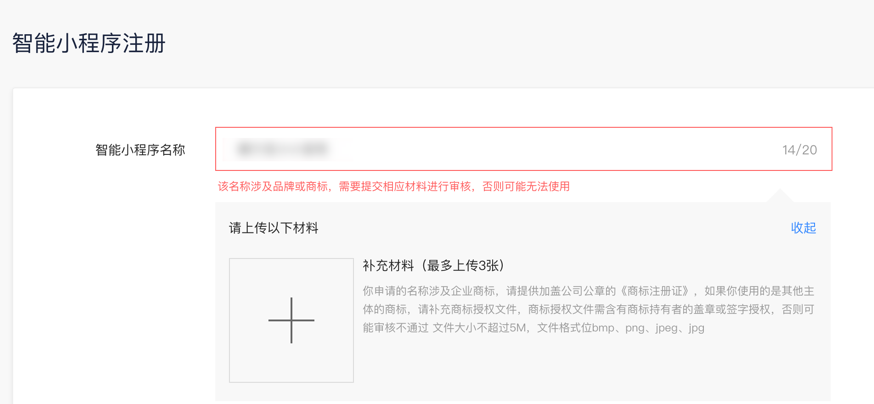 智能小程序注册
智能小程序名称
14/20
该名称涉及品牌或商标，需要提交相应材料进行审核，否则可能无法使用
请上传以下材料
收起
补充材料（最多上传3张）
你申请的名称涉及企业商标，请提供加盖公司公章的《商标注册证》，如果你使用的是其他主
体的商标，请补充商标授权文件，商标授权文件需含有商标持有者的盖章或签字授权，否则可
能审核不通过 文件大小不超过5M，文件格式位bmp、png、jpeg、jpg